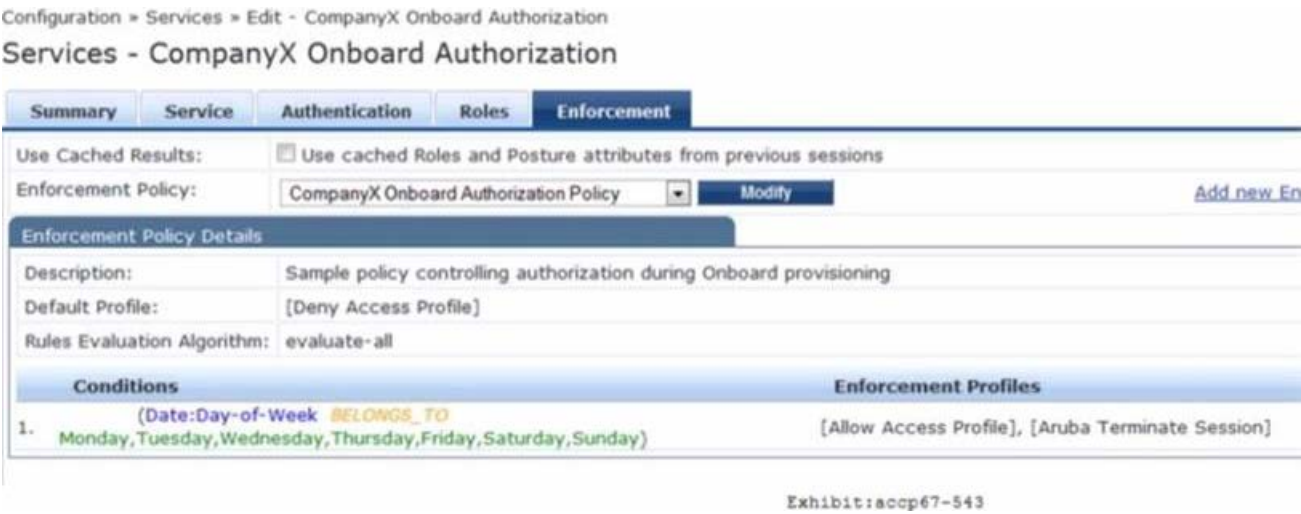 Configuration » Services » Edit - CompanyX Onboard Authorization
Services - CompanyX Onboard Authorization
Summary Service Authentication Roles Enforcement
Use Cached Results: Use cached Roles and Posture attributes from previous sessions
Enforcement Policy: CompanyX Onboard Authorization Policy Modify Add new En
Enforcement Policy Details
Description: Sample policy controlling authorization during Onboard provisioning
Default Profile: [Deny Access Profile]
Rules Evaluation Algorithm: evaluate-all
Conditions Enforcement Profiles
1. (Date:Day-of-Week BELONGS_TO
Monday,Tuesday,Wednesday,Thursday,Friday,Saturday,Sunday) [Allow Access Profile], [Aruba Terminate Session]
Exhibit:accp67-543